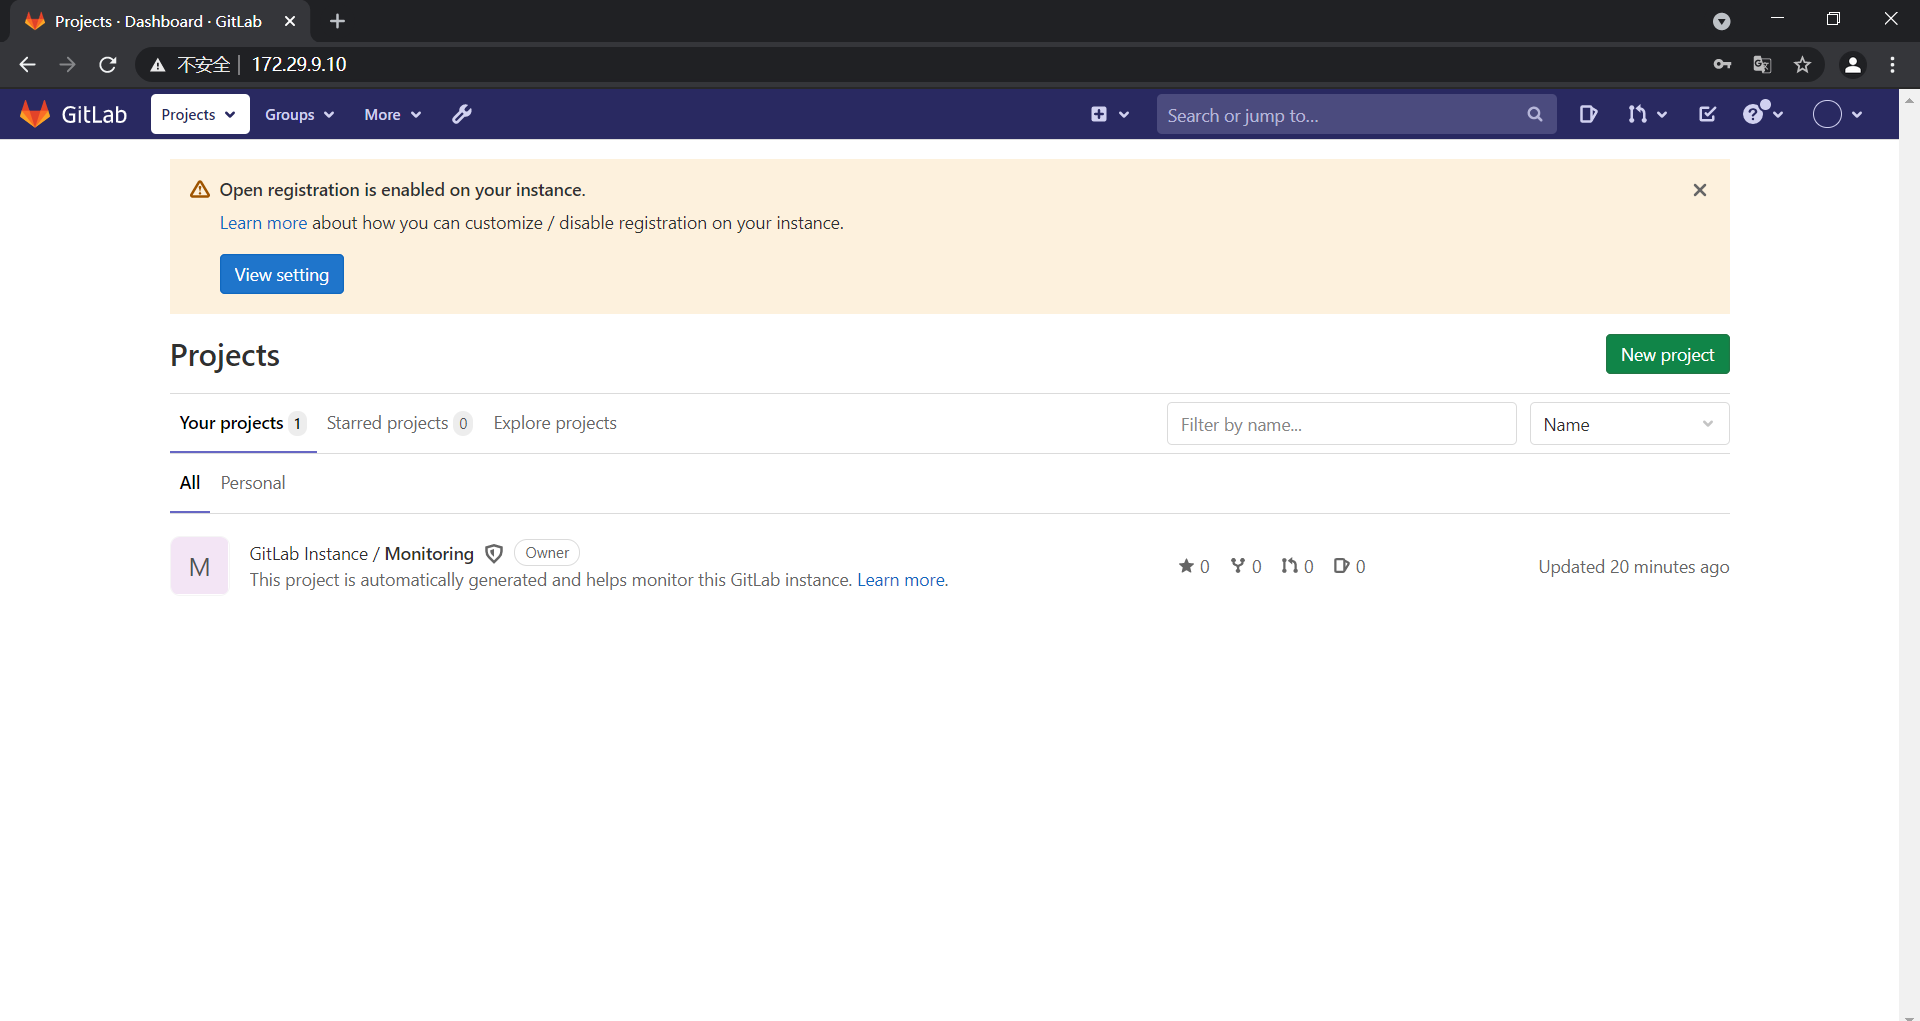 Projects · Dashboard · GitLab
不安全 172.29.9.10
GitLab Projects Groups More Search or jump to...
Open registration is enabled on your instance.
Learn more about how you can customize / disable registration on your instance.
View setting
Projects
New project
Your projects 1 Starred projects 0 Explore projects Filter by name... Name
All Personal
M
GitLab Instance / Monitoring Owner
This project is automatically generated and helps monitor this GitLab instance. Learn more.
0 0 0 0 Updated 20 minutes ago